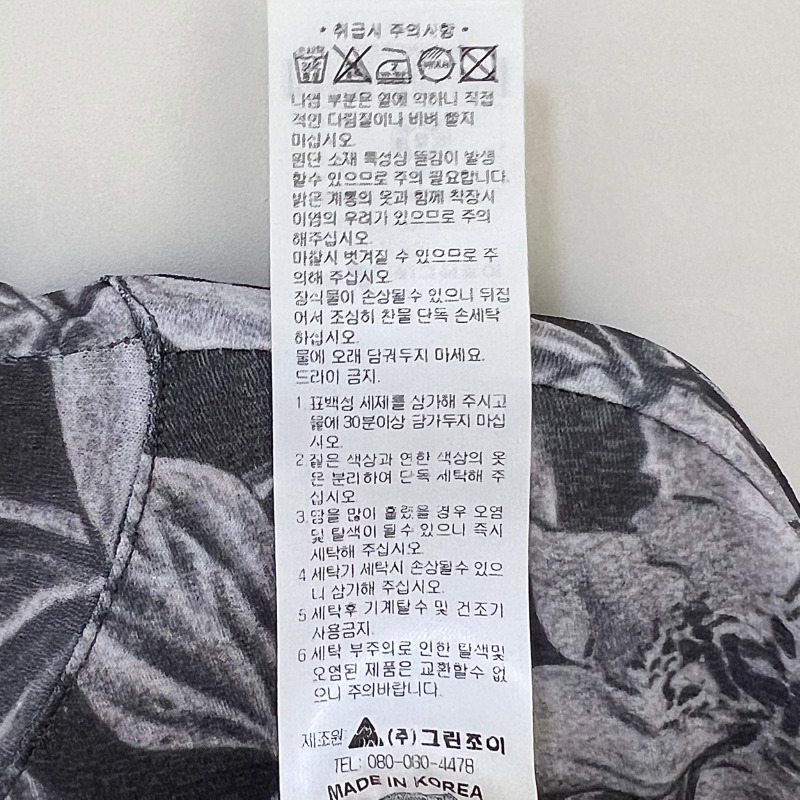 • 취급시 주의사항 •
나염 부분은 열에 약하니 직접
적인 다림질이나 비벼 빨지
마십시오.
원단 소재 특성상 뜯김이 발생
할수 있으므로 주의 필요합니다.
밝은 계통의 옷과 함께 착장시
이염의 우려가 있으므로 주의
해주십시오.
마찰시 벗겨질 수 있으므로 주
의해 주십시오.
장식물이 손상될수 있으니 뒤집
어서 조심히 찬물 단독 손세탁
하십시오.
물에 오래 담궈두지 마세요.
드라이 금지.
1. 표백성 세제를 삼가해 주시고
물에 30분이상 담가두지 마십
시오.
2. 짙은 색상과 연한 색상의 옷
은 분리하여 단독 세탁해 주
십시오
3. 땀을 많이 흘렸을 경우 오염
및 탈색이 될수 있으니 즉시
세탁해 주십시오.
4 세탁기 세탁시 손상될수 있으
니 삼가해 주십시오.
5 세탁후 기계탈수 및 건조기
사용금지.
6 세탁 부주의로 인한 탈색및
오염된 제품은 교환할수 없
으니 주의바랍니다.
제조원 (주)그린조이
TEL: 080-060-4478
MADE IN KOREA